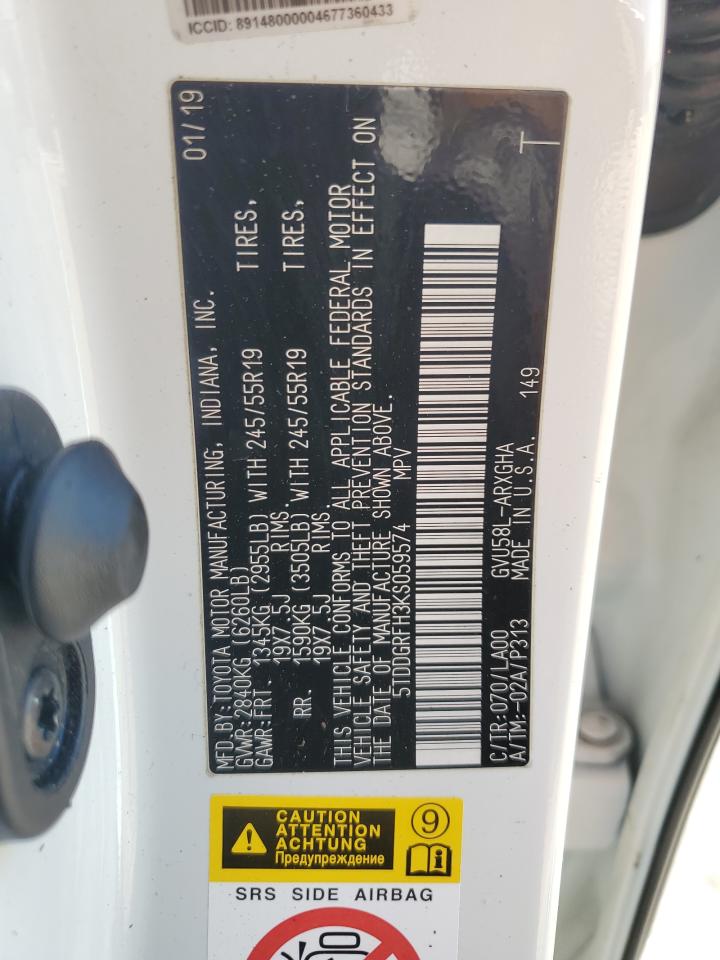 ICCID: 89148000004677360433
MFD.BY:TOYOTA MOTOR MANUFACTURING, INDIANA, INC. 01/19
GVWR:2840KG (6260LB)
GAWR:FRT. 1345KG (2955LB) WITH 245/55R19 TIRES,
19X7.5J RIMS.
RR. 1590KG (3505LB) WITH 245/55R19 TIRES,
19X7.5J RIMS.
THIS VEHICLE CONFORMS TO ALL APPLICABLE FEDERAL MOTOR
VEHICLE SAFETY AND THEFT PREVENTION STANDARDS IN EFFECT ON
THE DATE OF MANUFACTURE SHOWN ABOVE.
5TDDGRFH3KS059574 MPV
C/TR:070/LA00 GVU58L-ARXGHA
A/TM:-02A/P313 MADE IN U.S.A. 149 T
CAUTION
ATTENTION
ACHTUNG
Предупреждение
9
SRS SIDE AIRBAG